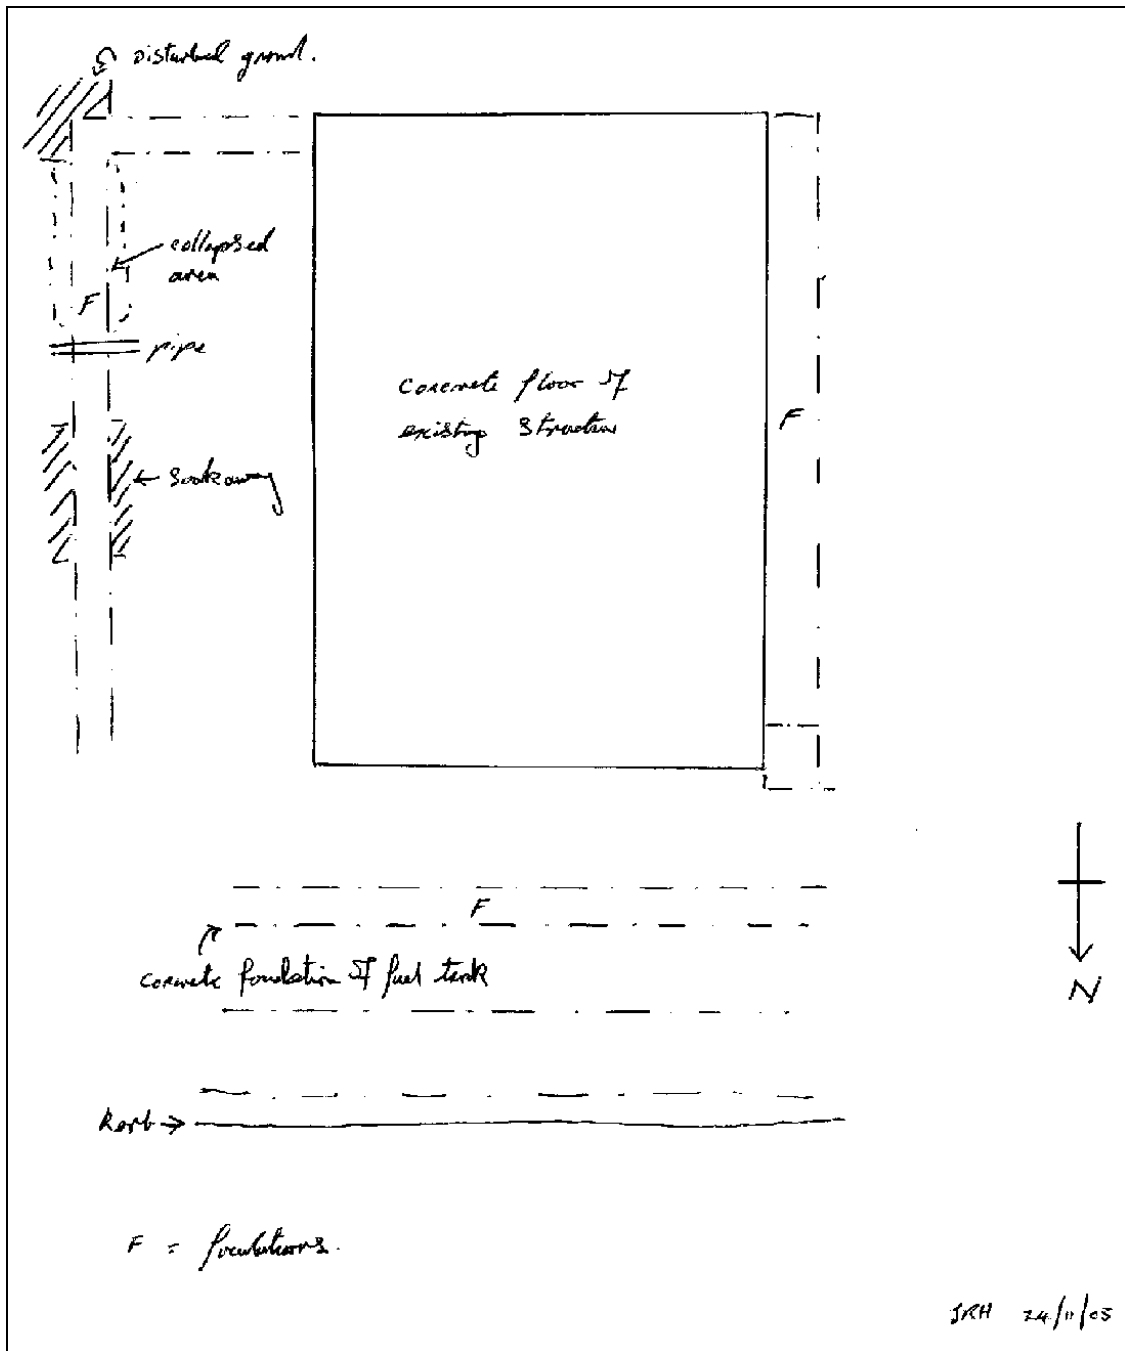 Disturbed ground.
collapsed
area
F
pipe
Concrete floor of
existing structure
F
soakaway
F
concrete foundation of fuel tank
N
Kerb →
F = foundations.
JRH 24/11/05